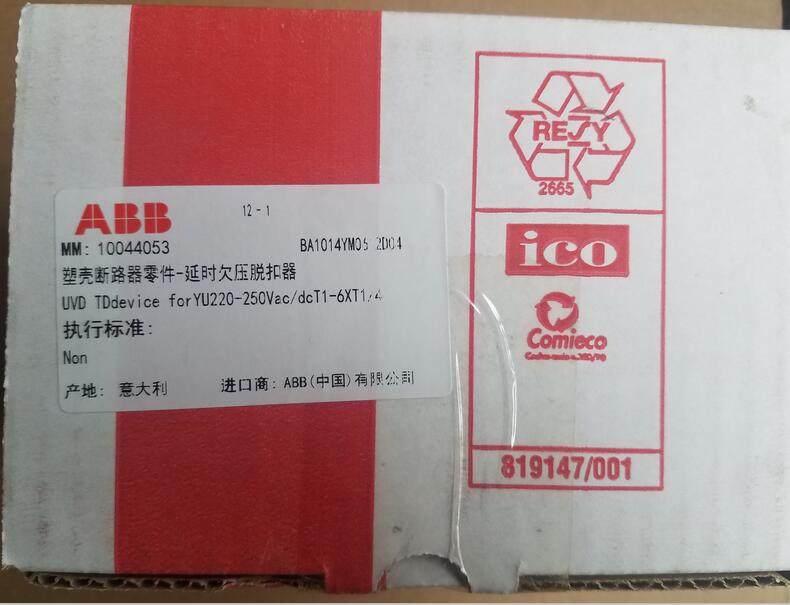 ABB
12-1
MM: 10044053
BA1014YM06 2D04
塑壳断路器零件-延时欠压脱扣器
UVD TDdevice forYU220-250Vac/dcT1-6XT1/4
执行标准:
Non
产地: 意大利
进口商: ABB(中国)有限公司
RESY
2665
ico
Comieco
819147/001